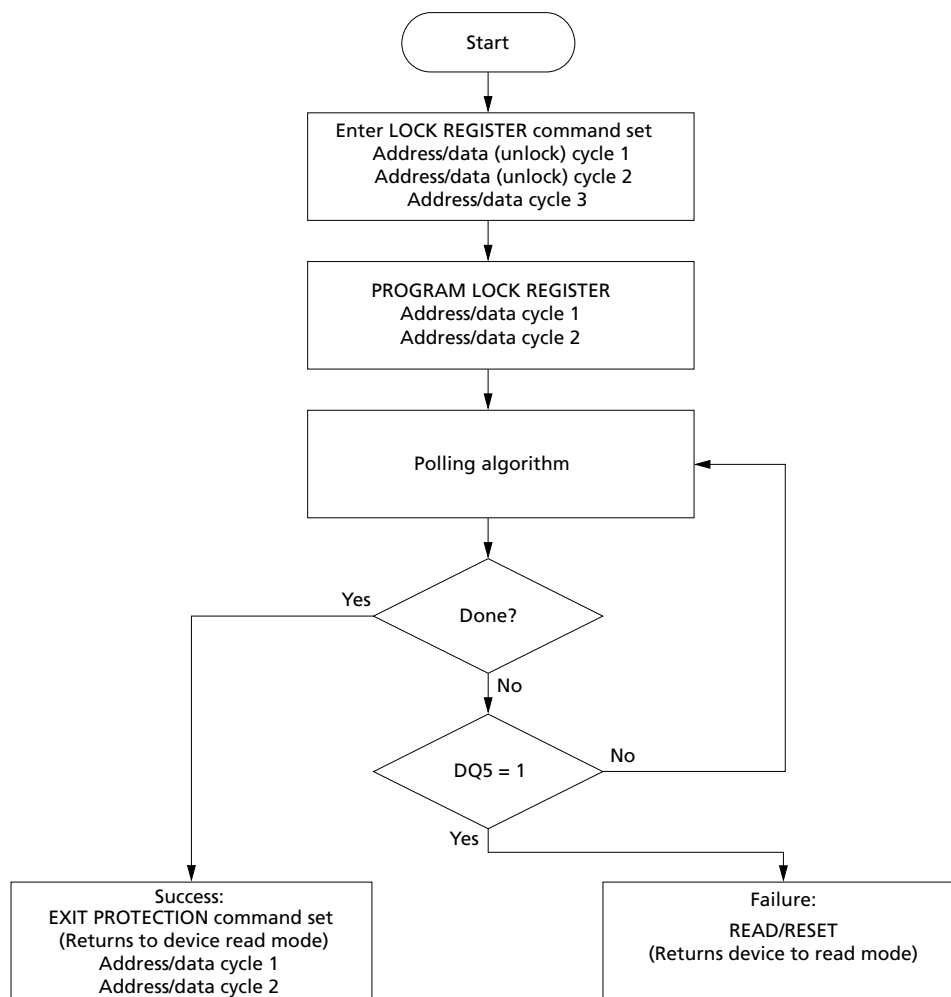 Start
Enter LOCK REGISTER command set
Address/data (unlock) cycle 1
Address/data (unlock) cycle 2
Address/data cycle 3
PROGRAM LOCK REGISTER
Address/data cycle 1
Address/data cycle 2
Polling algorithm
Done?
Yes
No
DQ5 = 1
No
Yes
Success:
EXIT PROTECTION command set
(Returns to device read mode)
Address/data cycle 1
Address/data cycle 2
Failure:
READ/RESET
(Returns device to read mode)